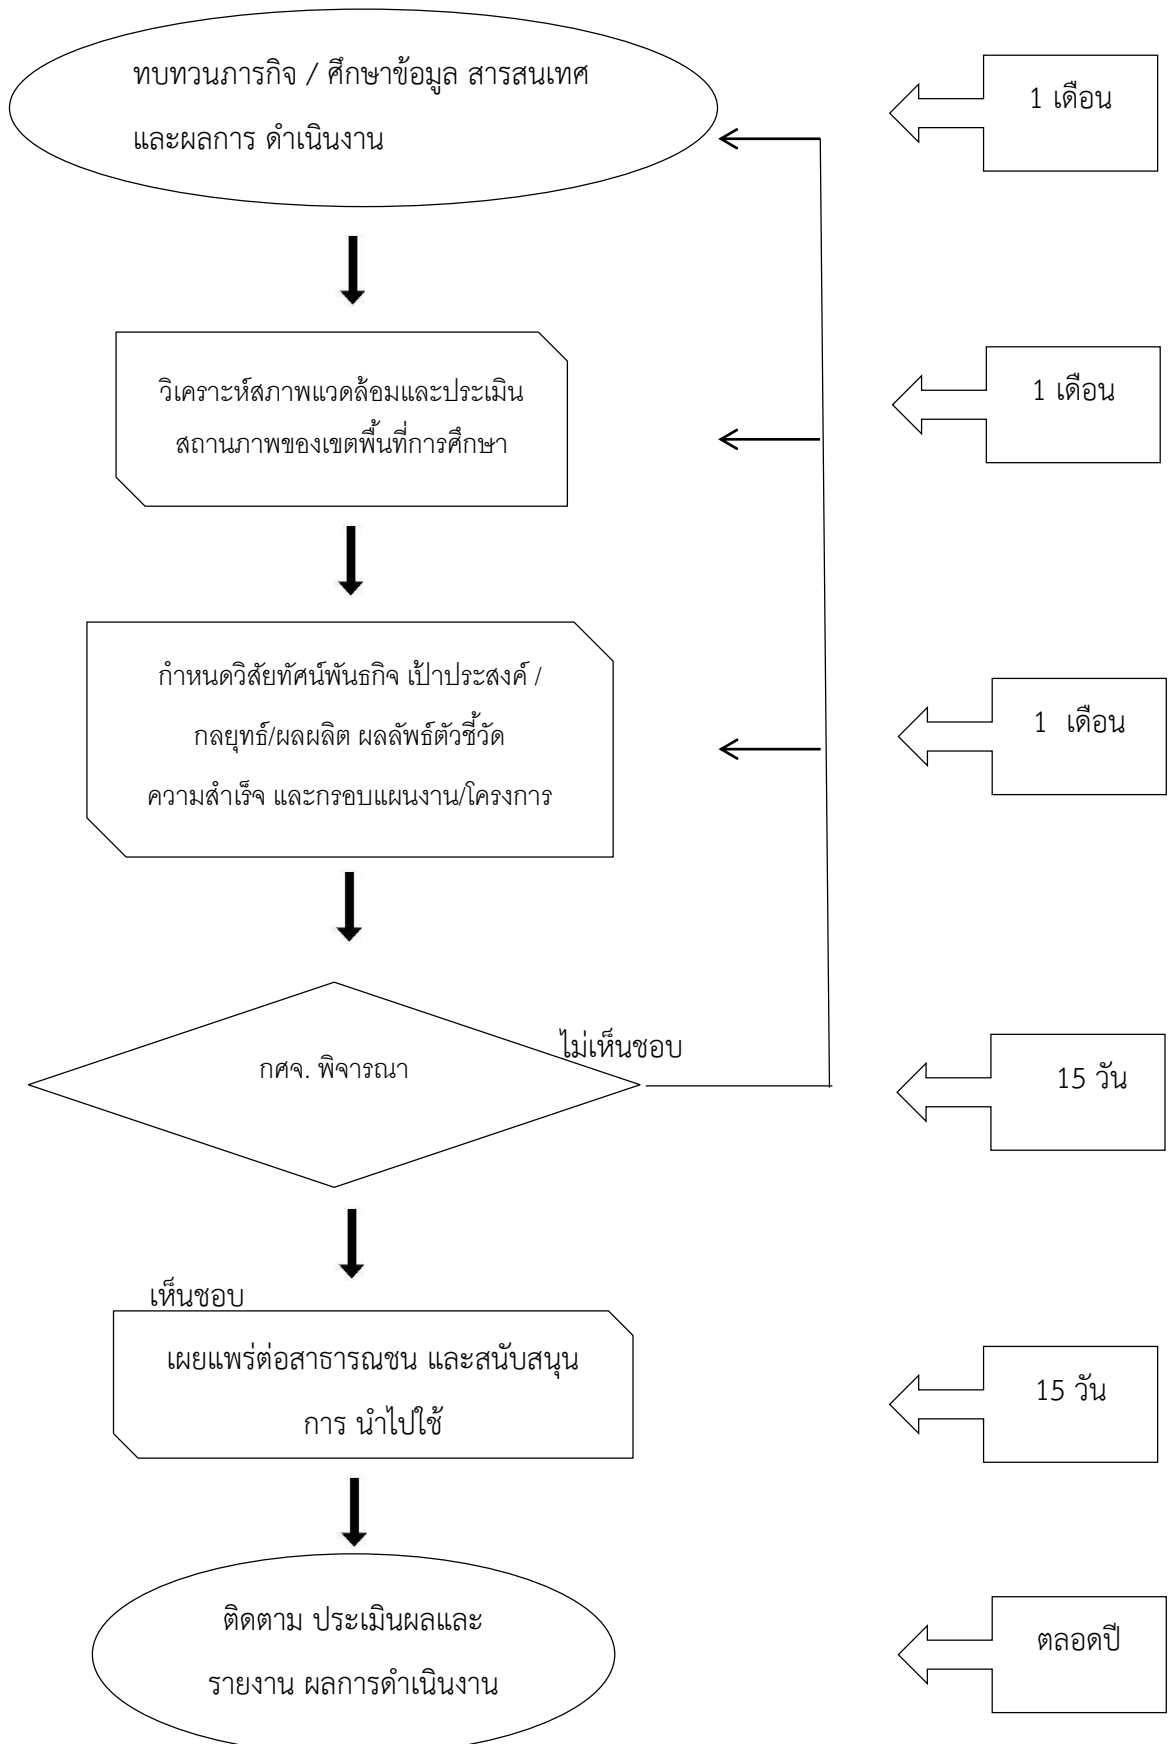 ทบทวนภารกิจ / ศึกษาข้อมูล สารสนเทศ
และผลการ ดำเนินงาน
1 เดือน
วิเคราะห์สภาพแวดล้อมและประเมิน
สถานภาพของเขตพื้นที่การศึกษา
1 เดือน
กำหนดวิสัยทัศน์พันธกิจ เป้าประสงค์ /
กลยุทธ์/ผลผลิต ผลลัพธ์ตัวชี้วัด
ความสำเร็จ และกรอบแผนงาน/โครงการ
1 เดือน
กศจ. พิจารณา
ไม่เห็นชอบ
15 วัน
เห็นชอบ
เผยแพร่ต่อสาธารณชน และสนับสนุน
การ นำไปใช้
15 วัน
ติดตาม ประเมินผลและ
รายงาน ผลการดำเนินงาน
ตลอดปี